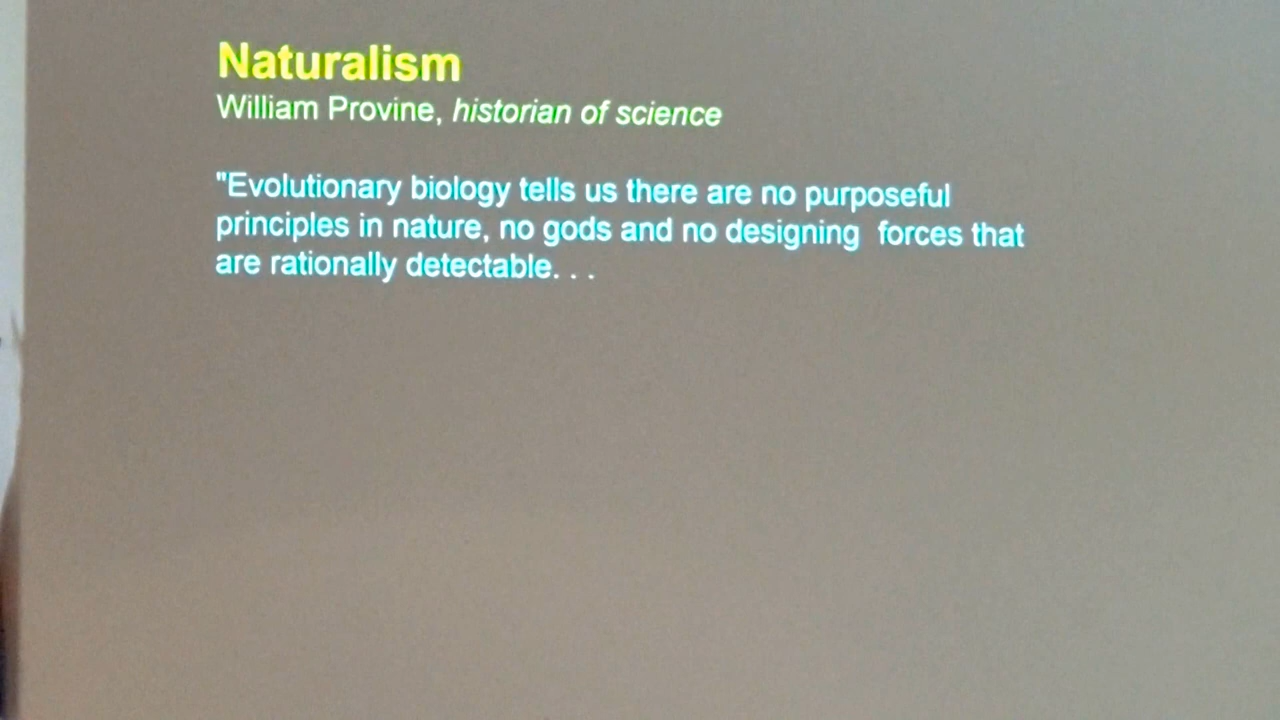 Naturalism
William Provine, historian of science
"Evolutionary biology tells us there are no purposeful
principles in nature, no gods and no designing  forces that
are rationally detectable. . .